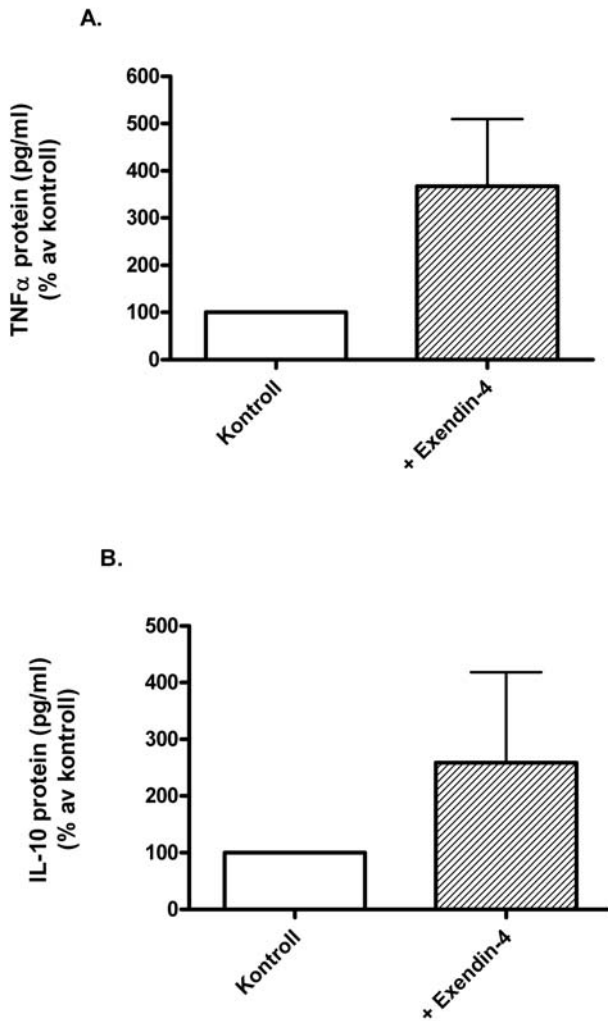 A.
TNFα protein (pg/ml)
(% av kontroll)
600
500
400
300
200
100
0
Kontroll
+ Exendin-4
B.
IL-10 protein (pg/ml)
(% av kontroll)
500
400
300
200
100
0
Kontroll
+ Exendin-4